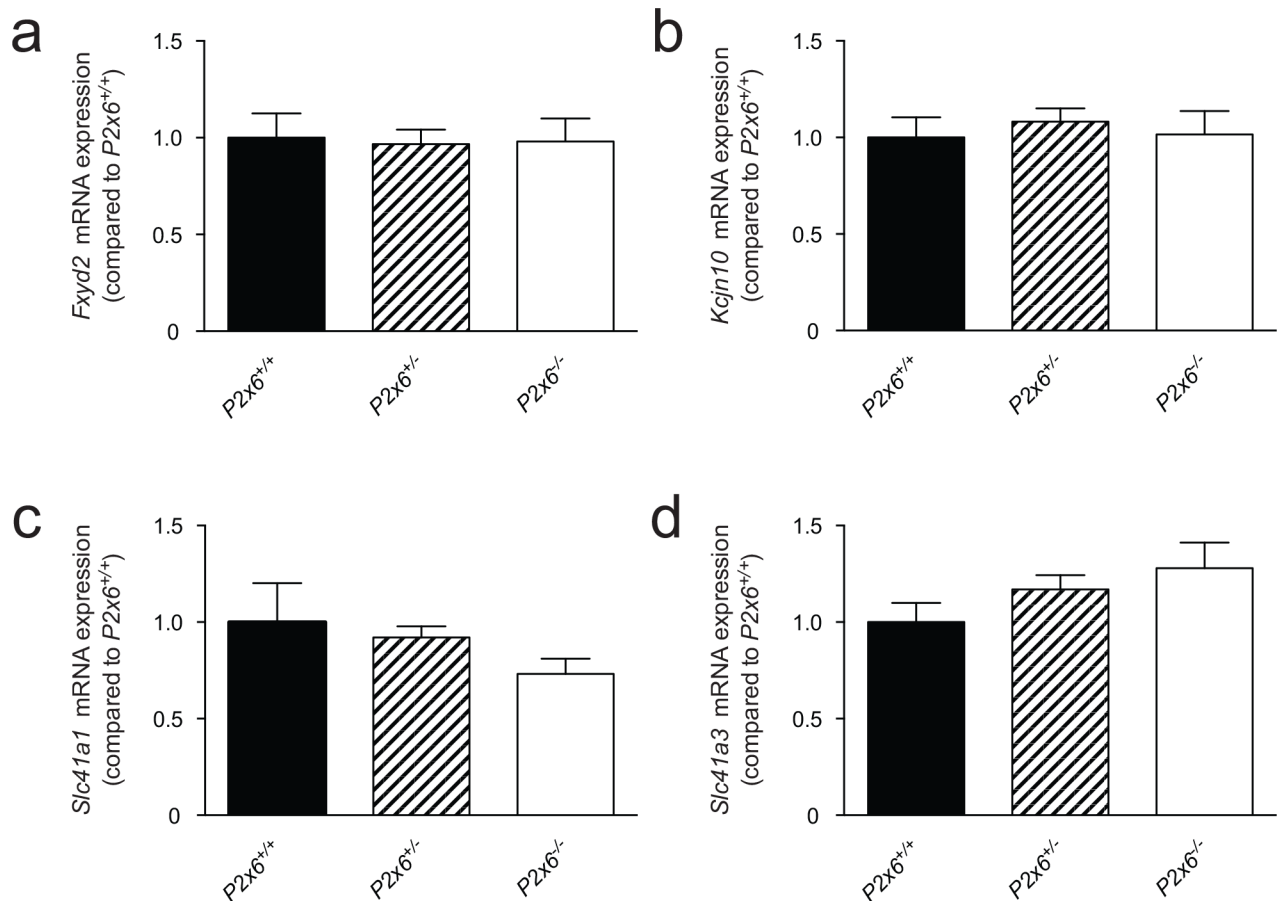 a
Fxyd2 mRNA expression
(compared to P2x6+/+)
1.5
1.0
0.5
0
P2x6+/+
P2x6+/-
P2x6-/-
b
Kcjn10 mRNA expression
(compared to P2x6+/+)
1.5
1.0
0.5
0
P2x6+/+
P2x6+/-
P2x6-/-
c
Slc41a1 mRNA expression
(compared to P2x6+/+)
1.5
1.0
0.5
0
P2x6+/+
P2x6+/-
P2x6-/-
d
Slc41a3 mRNA expression
(compared to P2x6+/+)
1.5
1.0
0.5
0
P2x6+/+
P2x6+/-
P2x6-/-